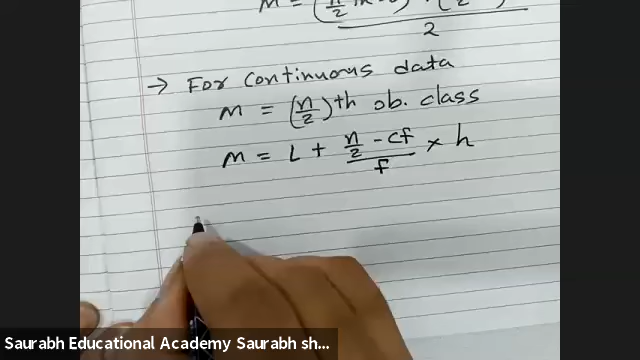 M =
2
→ For continuous data
M = (n/2)th ob. class
M = L + (n/2 - cf)/f × h
Saurabh Educational Academy Saurabh sh...